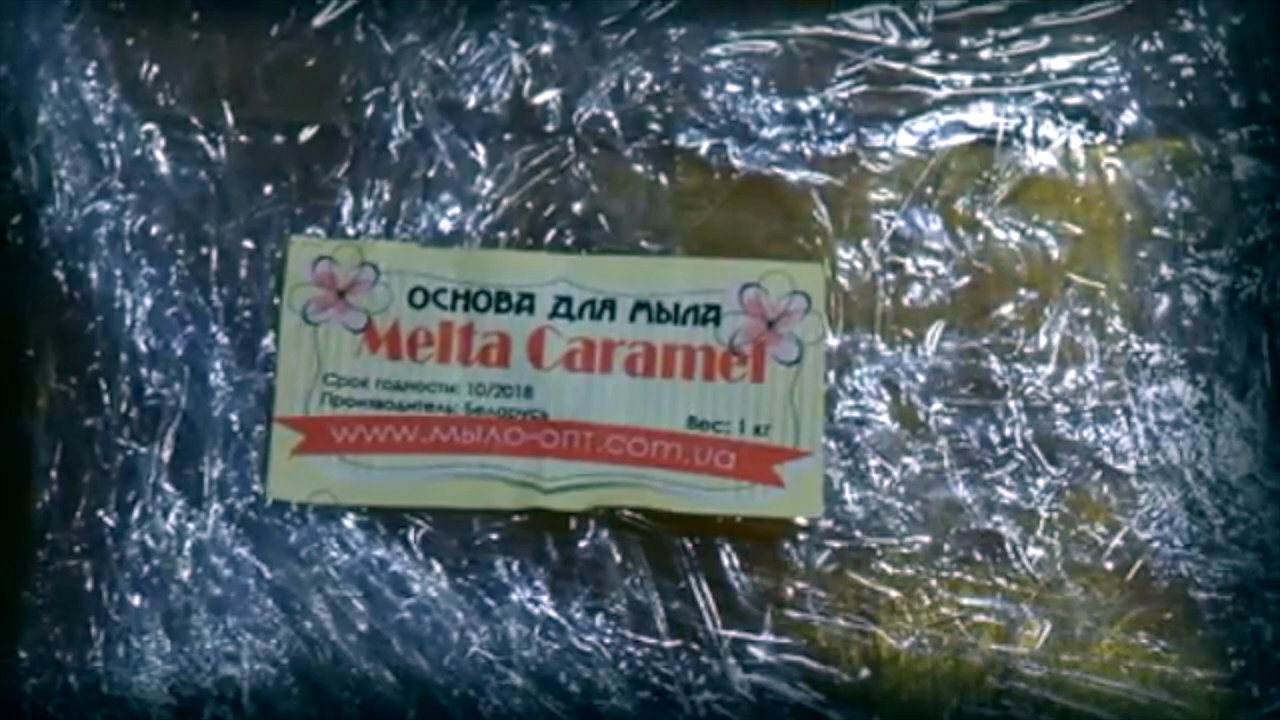 ОСНОВА ДЛЯ МЫЛА
Melta Caramel
Срок годности: 10/2018
Производитель: Беларусь
Вес: 1 кг
www.мыло-опт.com.ua